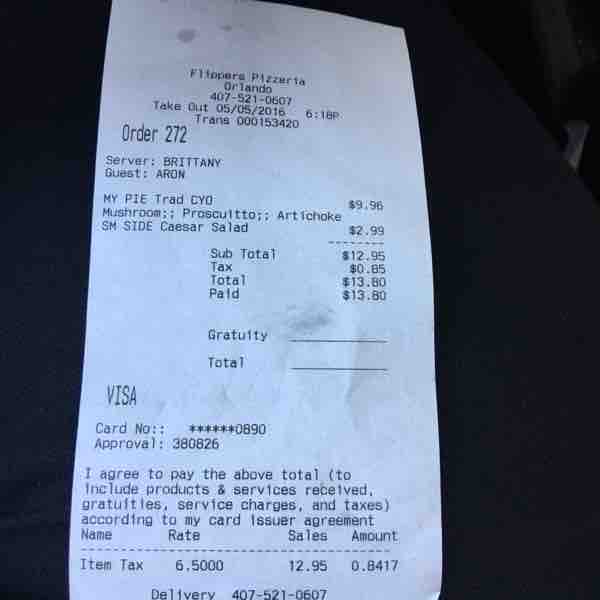 Flippers Pizzeria
Orlando
407-521-0607
Take Out 05/05/2016 6:18P
Trans 000153420
Order 272
Server: BRITTANY
Guest: ARON
MY PIE Trad CYO $9.96
Mushroom;; Proscuitto;; Artichoke
SM SIDE Caesar Salad $2.99
--------
Sub Total $12.95
Tax $0.85
Total $13.80
Paid $13.80
Gratuity
Total
VISA
Card No:: ******0890
Approval: 380826
I agree to pay the above total (to
include products & services received,
gratuities, service charges, and taxes)
according to my card issuer agreement
Name Rate Sales Amount
Item Tax 6.5000 12.95 0.8417
Delivery 407-521-0607